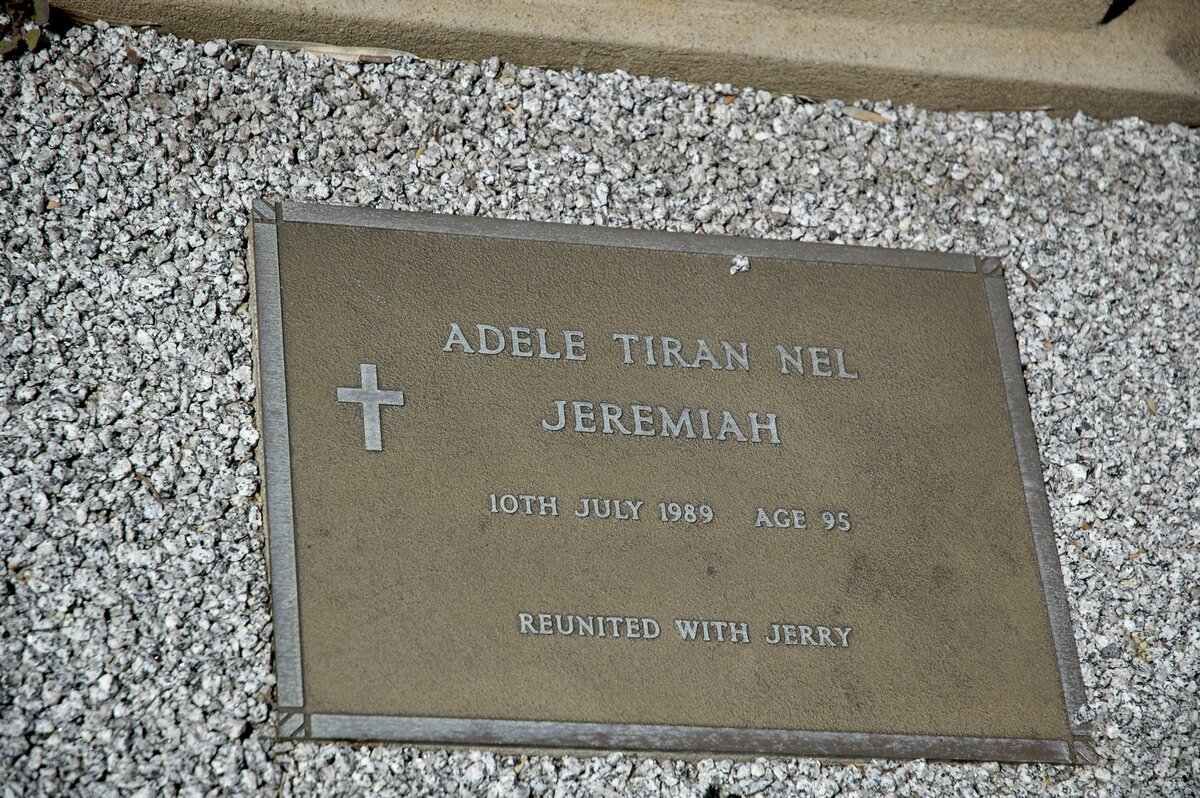 ADELE TIRAN NEL
JEREMIAH
10TH JULY 1989 AGE 95
REUNITED WITH JERRY